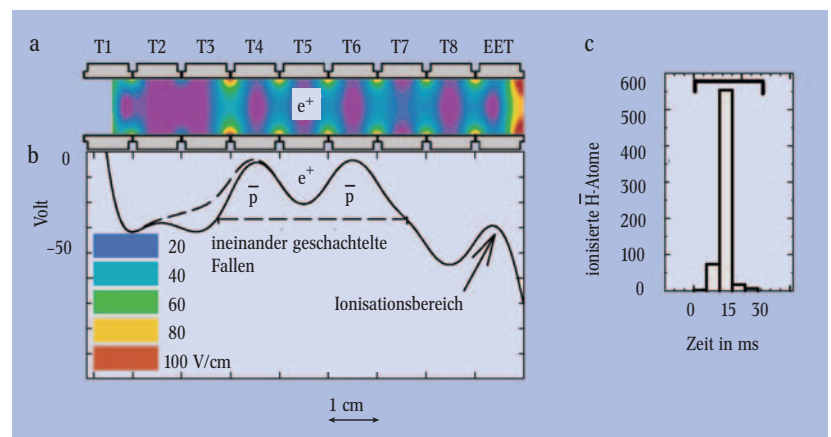 a
T1 T2 T3 T4 T5 T6 T7 T8 EET
e⁺
b
0
Volt
−50
e⁺
p̅ p̅
ineinander geschachtelte
Fallen
Ionisationsbereich
20
40
60
80
100 V/cm
1 cm
c
600
500
400
300
200
100
0
ionisierte H̅-Atome
0 15 30
Zeit in ms